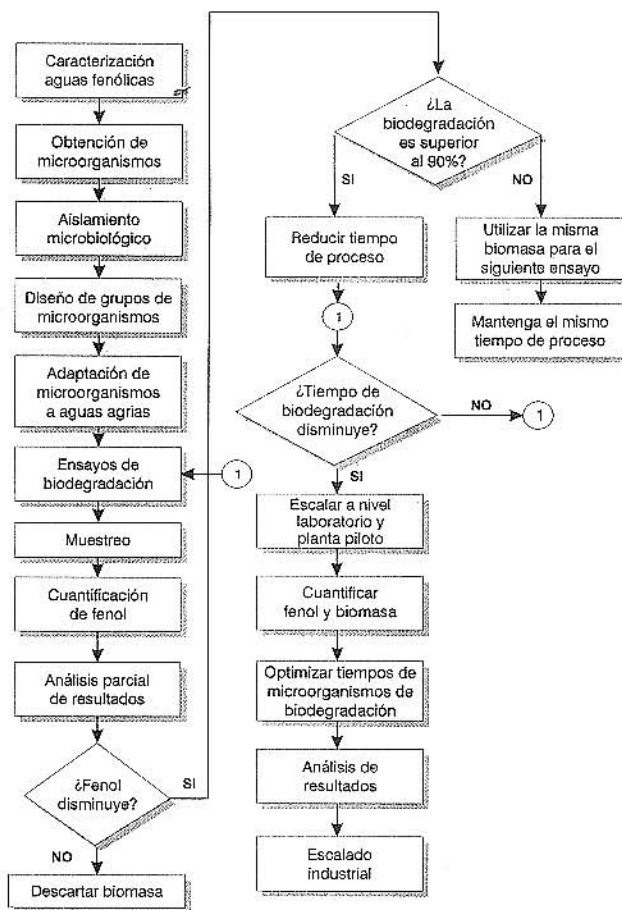 Caracterización
aguas fenólicas
Obtención de
microorganismos
Aislamiento
microbiológico
Diseño de grupos de
microorganismos
Adaptación de
microorganismos
a aguas agrias
Ensayos de
biodegradación
1
Muestreo
Cuantificación
de fenol
Análisis parcial
de resultados
¿Fenol
disminuye?
SI
NO
Descartar biomasa
¿La
biodegradación
es superior
al 90%?
SI
NO
Reducir tiempo
de proceso
Utilizar la misma
biomasa para el
siguiente ensayo
1
Mantenga el mismo
tiempo de proceso
¿Tiempo de
biodegradación
disminuye?
NO
1
SI
Escalar a nivel
laboratorio y
planta piloto
Cuantificar
fenol y biomasa
Optimizar tiempos de
microorganismos de
biodegradación
Análisis de
resultados
Escalado
industrial